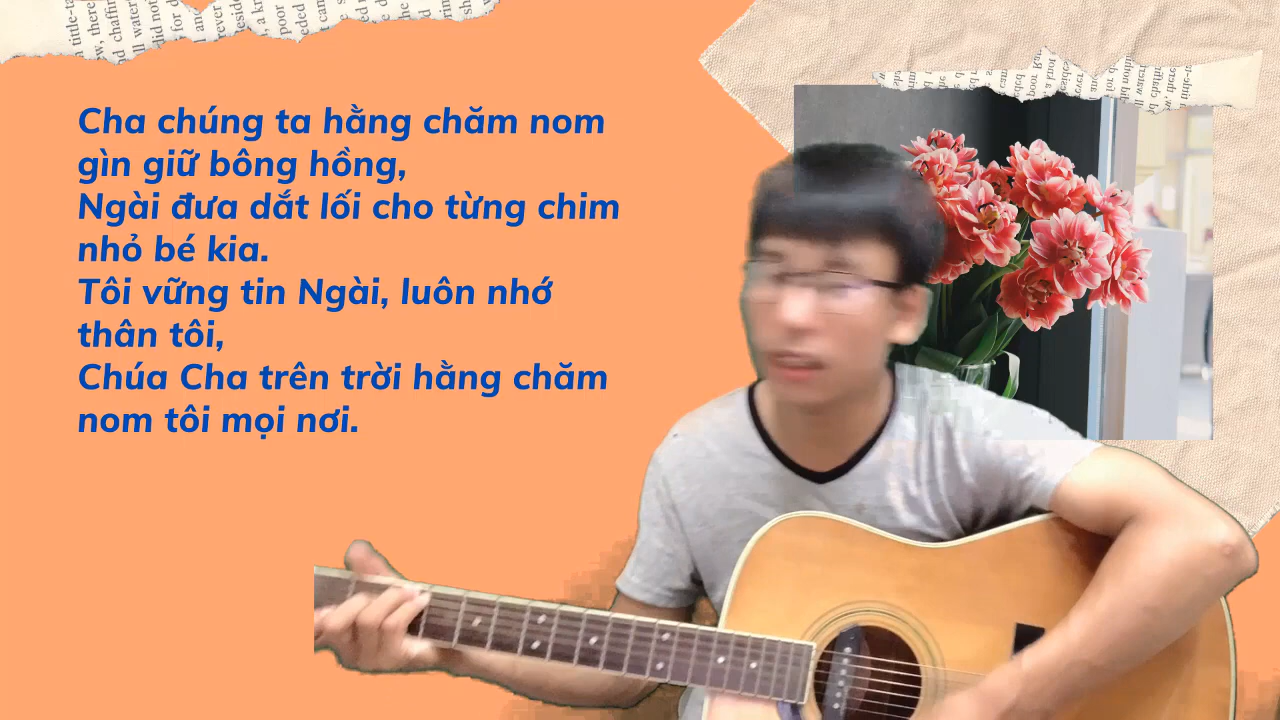 Cha chúng ta hằng chăm nom
gìn giữ bông hồng,
Ngài đưa dắt lối cho từng chim
nhỏ bé kia.
Tôi vững tin Ngài, luôn nhớ
thân tôi,
Chúa Cha trên trời hằng chăm
nom tôi mọi nơi.